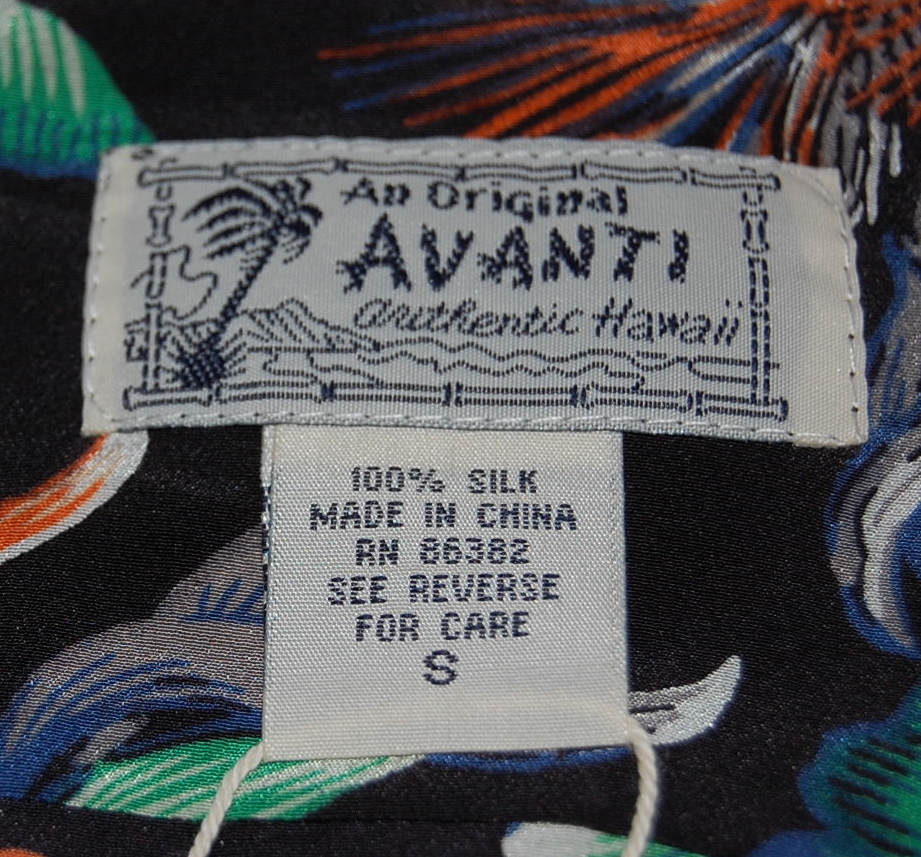 An Original
AVANTI
authentic Hawaii
100% SILK
MADE IN CHINA
RN 86382
SEE REVERSE
FOR CARE
S